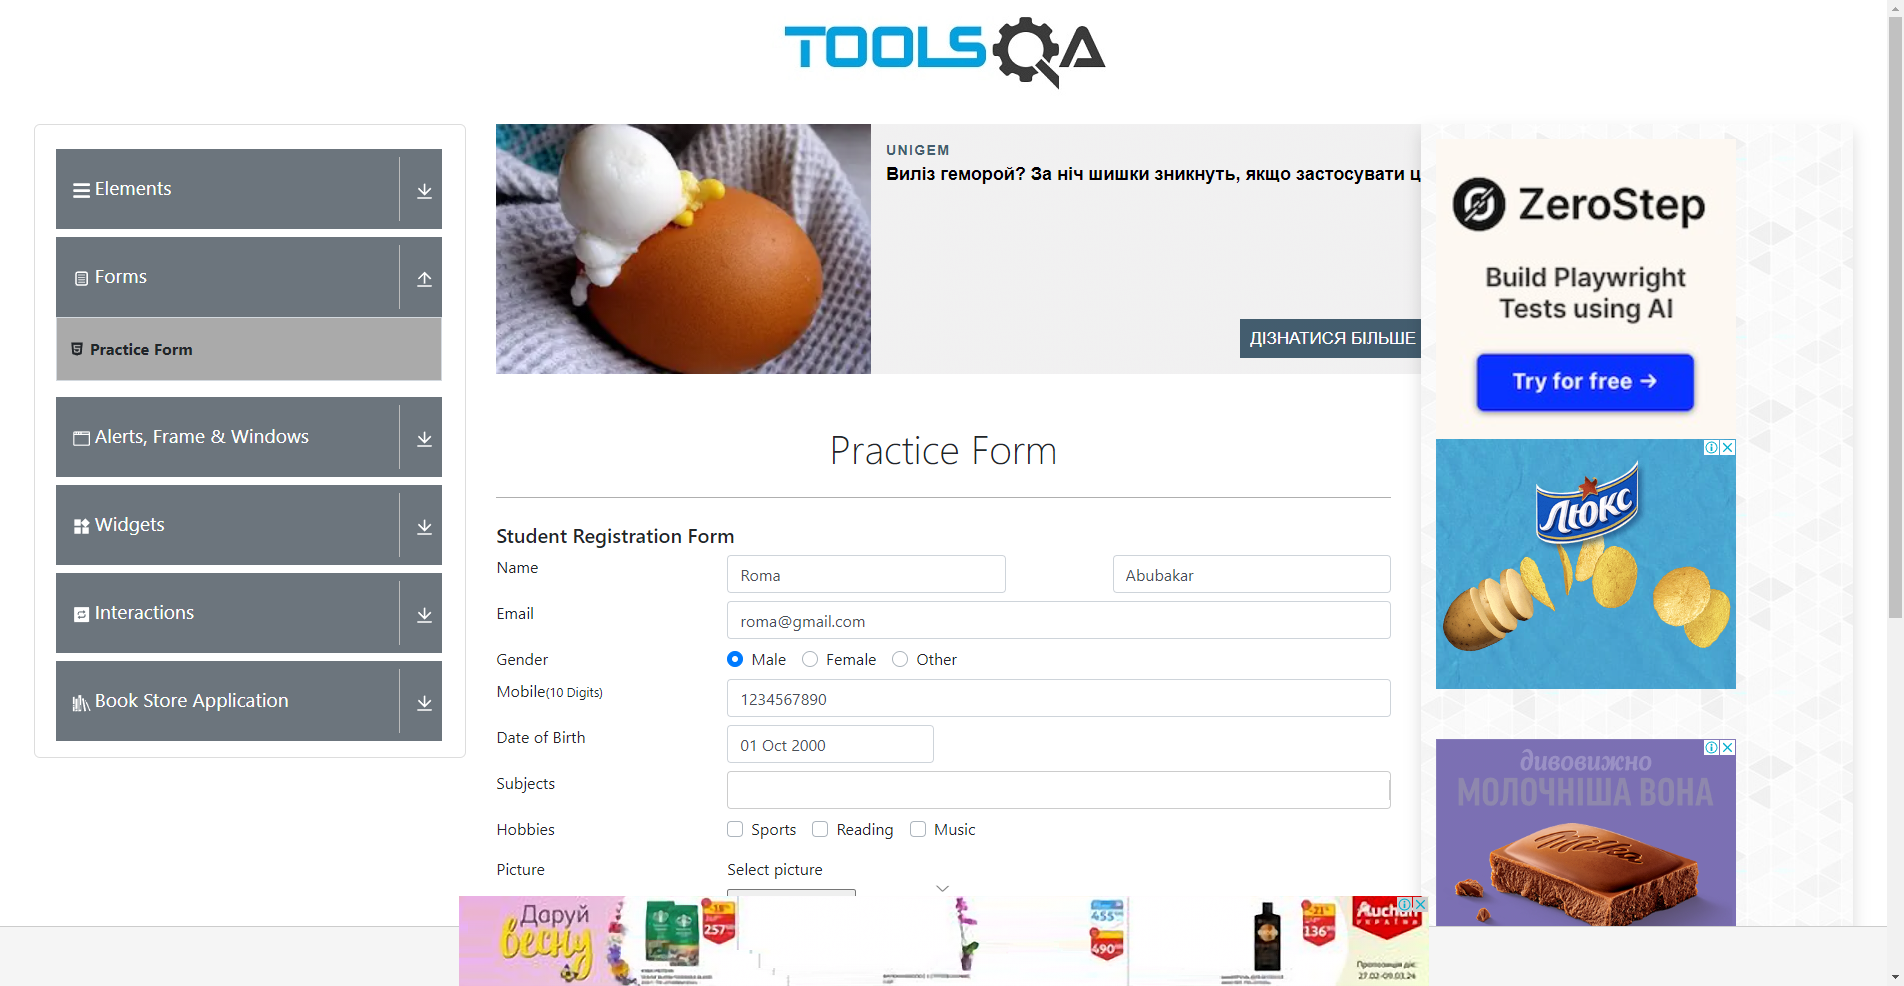 TOOLSQA
Elements
Forms
Practice Form
Alerts, Frame & Windows
Widgets
Interactions
Book Store Application
UNIGEM
Виліз геморой? За ніч шишки зникнуть, якщо застосувати ц
ДІЗНАТИСЯ БІЛЬШЕ
Practice Form
Student Registration Form
Name
Roma
Abubakar
Email
roma@gmail.com
Gender
Male
Female
Other
Mobile(10 Digits)
1234567890
Date of Birth
01 Oct 2000
Subjects
Hobbies
Sports
Reading
Music
Picture
Select picture
ZeroStep
Build Playwright
Tests using AI
Try for free →
Люкс
дивовижно
МОЛОЧНІША ВОНА
Milka
Даруй
весну
257
455
490
-21%
136
Auchan
УКРАЇНА
Пропозиція діє:
27.02-09.03.24